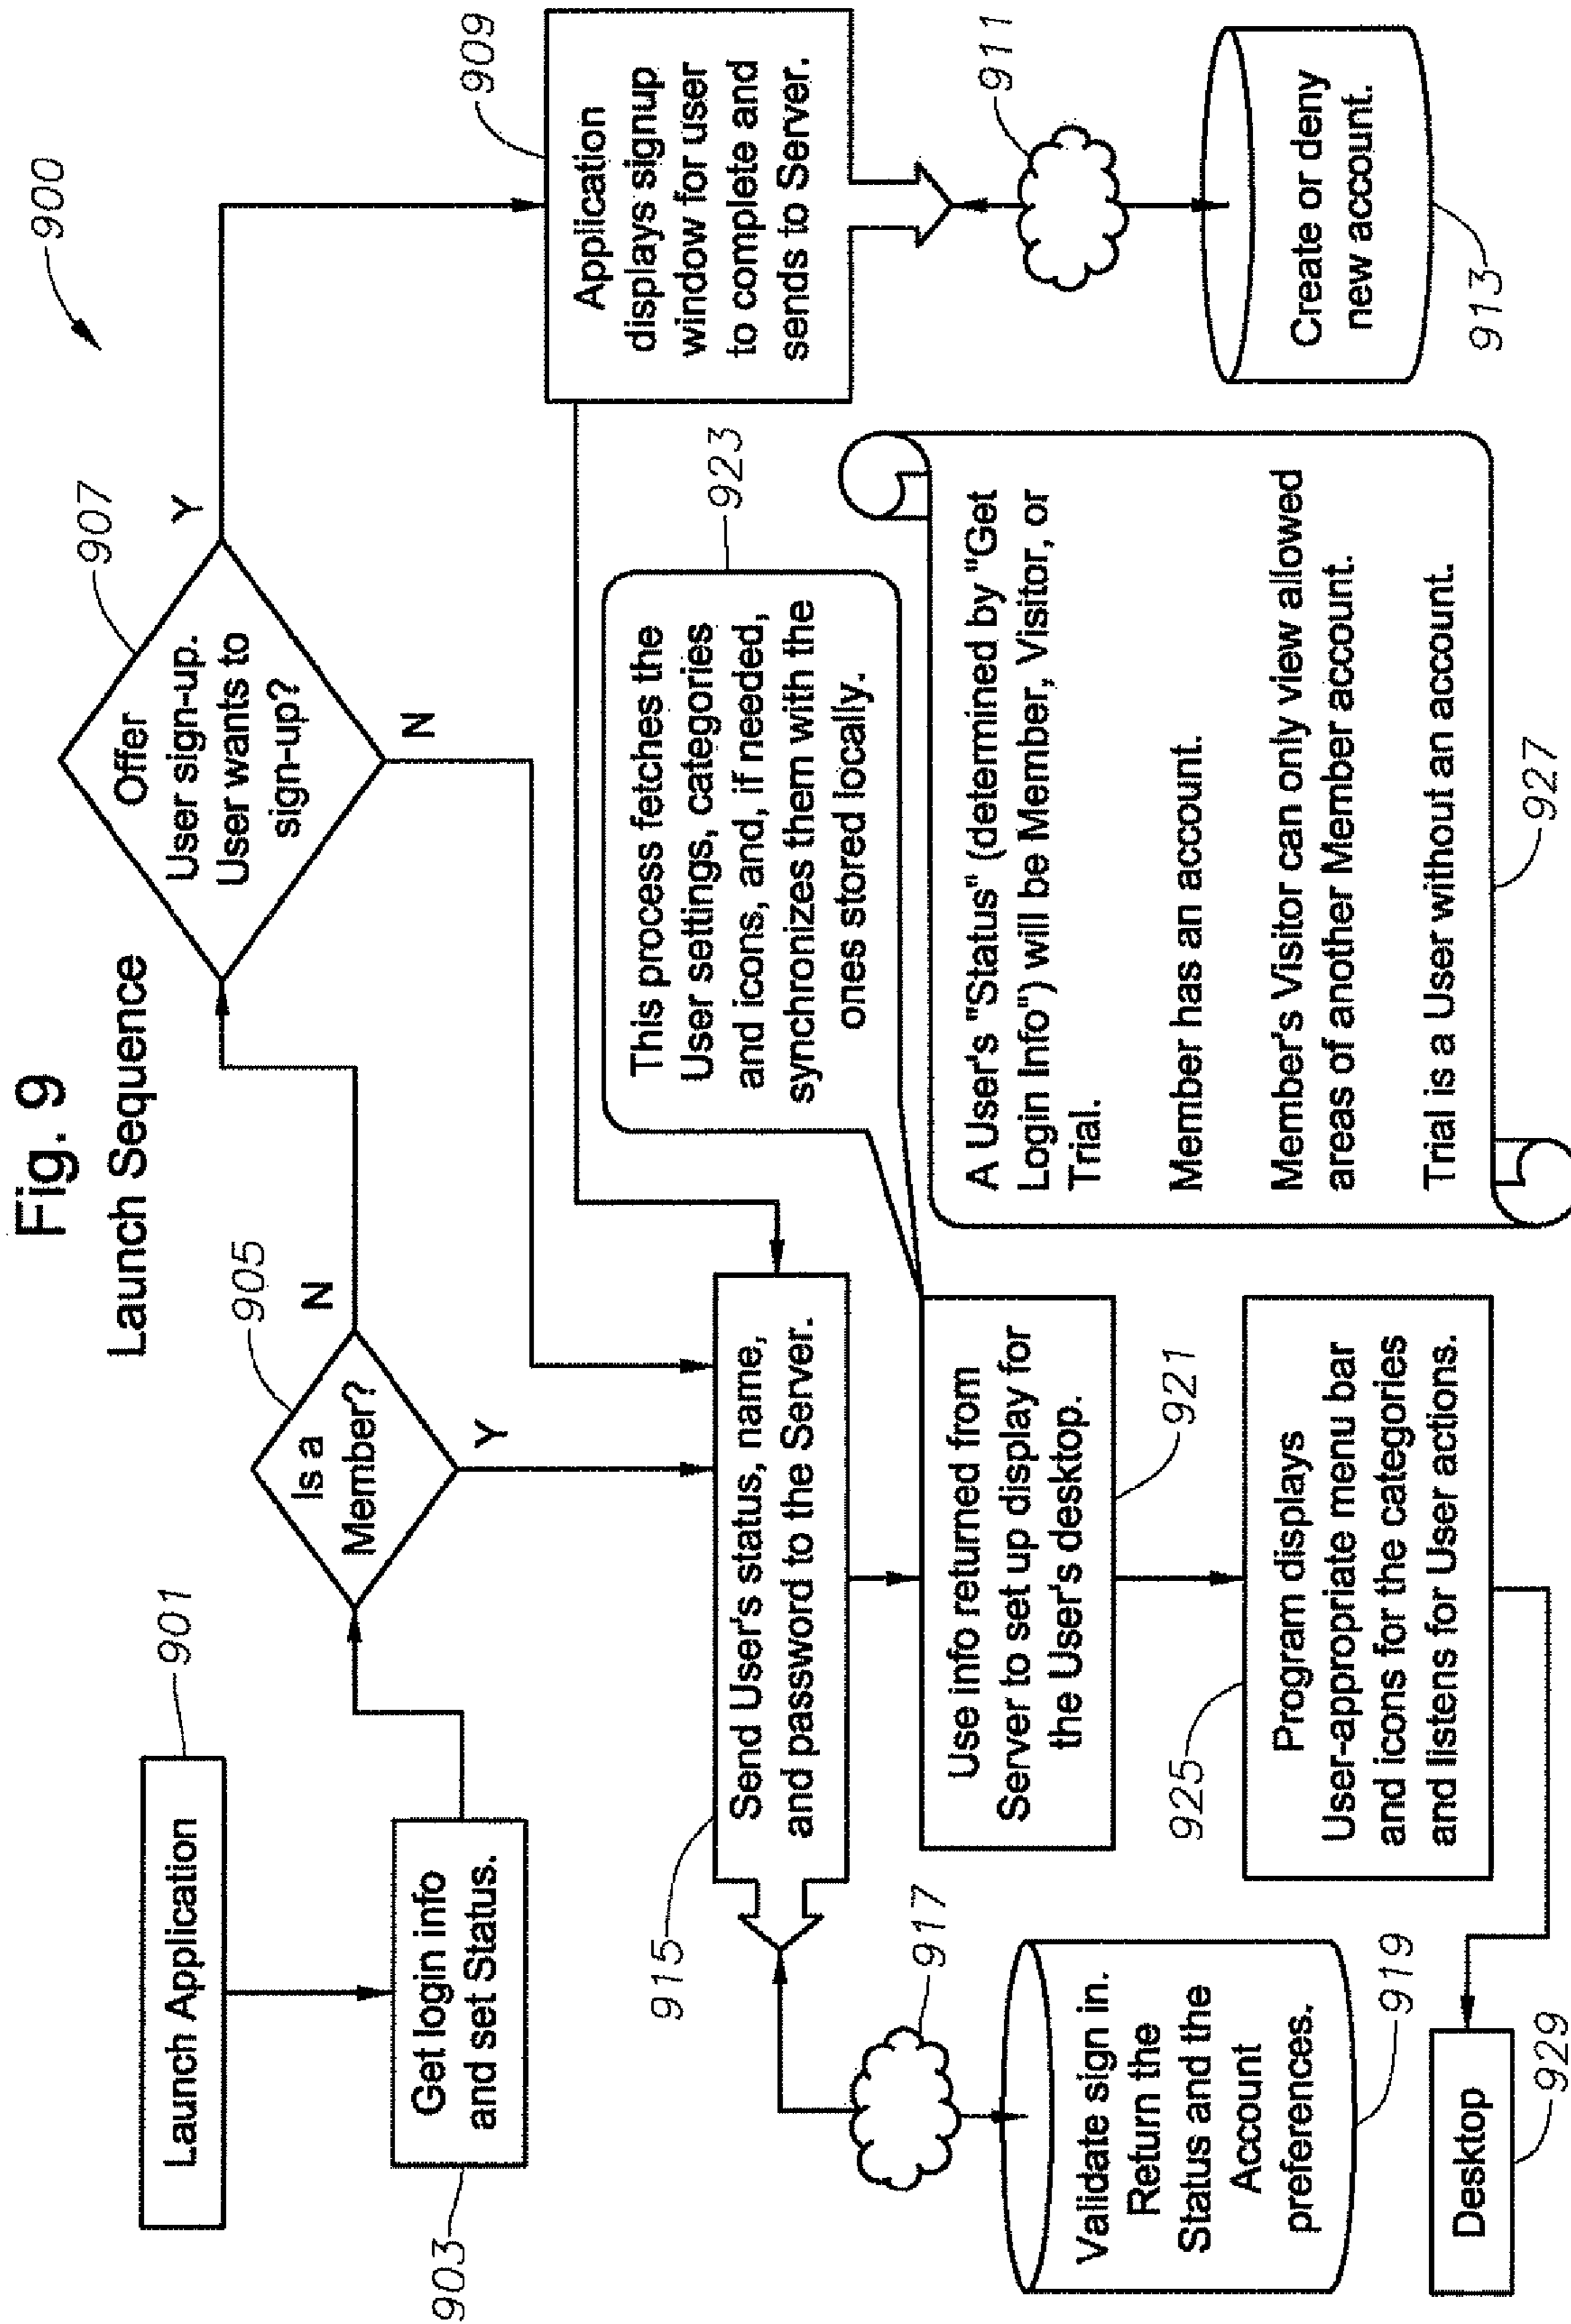 Fig. 9
Launch Sequence
900
901
Launch Application
903
Get login info
and set Status.
905
Is a
Member?
N
Y
907
Offer
User sign-up.
User wants to
sign-up?
Y
N
909
Application
displays signup
window for user
to complete and
sends to Server.
911
Create or deny
new account.
913
915
Send User's status, name,
and password to the Server.
917
Validate sign in.
Return the
Status and the
Account
preferences.
919
Use info returned from
Server to set up display for
the User's desktop.
921
This process fetches the
User settings, categories
and icons, and, if needed,
synchronizes them with the
ones stored locally.
923
925
Program displays
User-appropriate menu bar
and icons for the categories
and listens for User actions.
A User's "Status" (determined by "Get
Login Info") will be Member, Visitor, or
Trial.
Member has an account.
Member's Visitor can only view allowed
areas of another Member account.
Trial is a User without an account.
927
Desktop
929